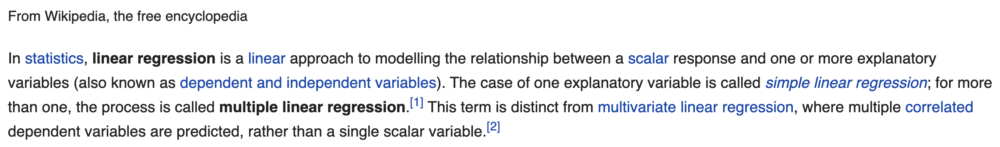 From Wikipedia, the free encyclopedia
In statistics, linear regression is a linear approach to modelling the relationship between a scalar response and one or more explanatory
variables (also known as dependent and independent variables). The case of one explanatory variable is called simple linear regression; for more
than one, the process is called multiple linear regression.[1] This term is distinct from multivariate linear regression, where multiple correlated
dependent variables are predicted, rather than a single scalar variable.[2]